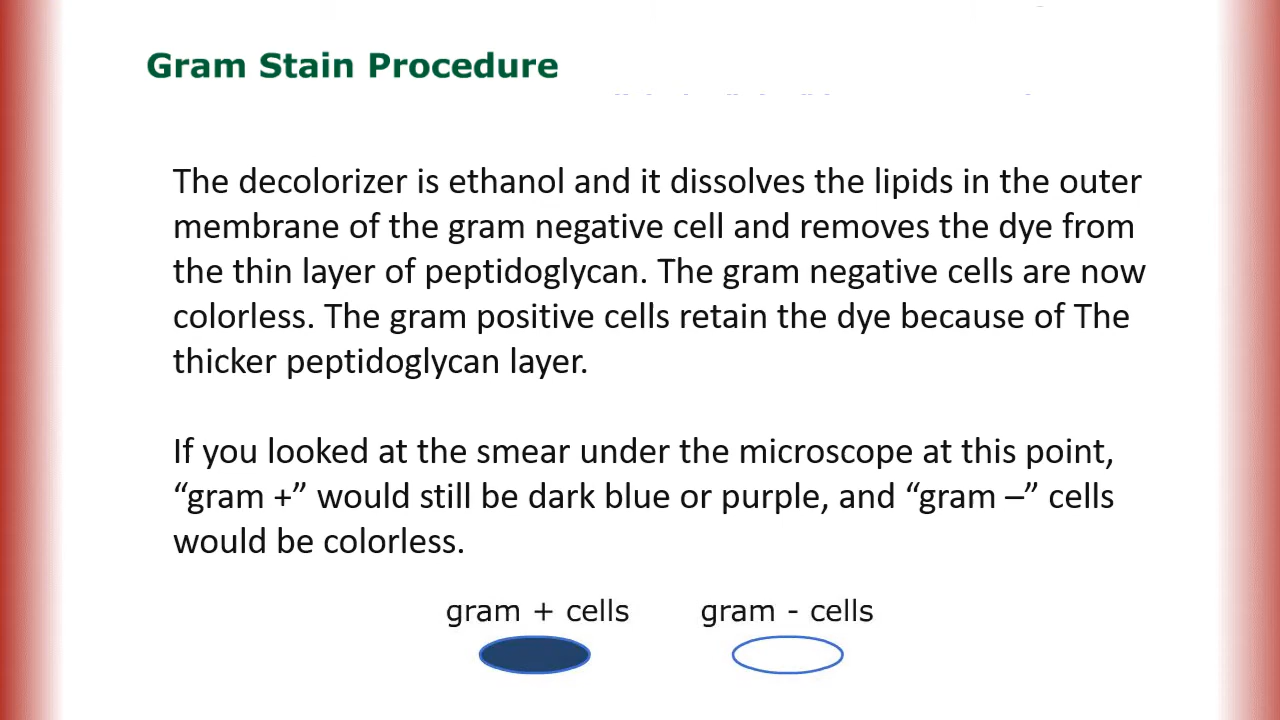 Gram Stain Procedure
The decolorizer is ethanol and it dissolves the lipids in the outer
membrane of the gram negative cell and removes the dye from
the thin layer of peptidoglycan. The gram negative cells are now
colorless. The gram positive cells retain the dye because of The
thicker peptidoglycan layer.
If you looked at the smear under the microscope at this point,
“gram +” would still be dark blue or purple, and “gram –” cells
would be colorless.
gram + cells gram - cells